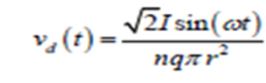 v_d(t) = √2 I sin(ωt) / nqπr²